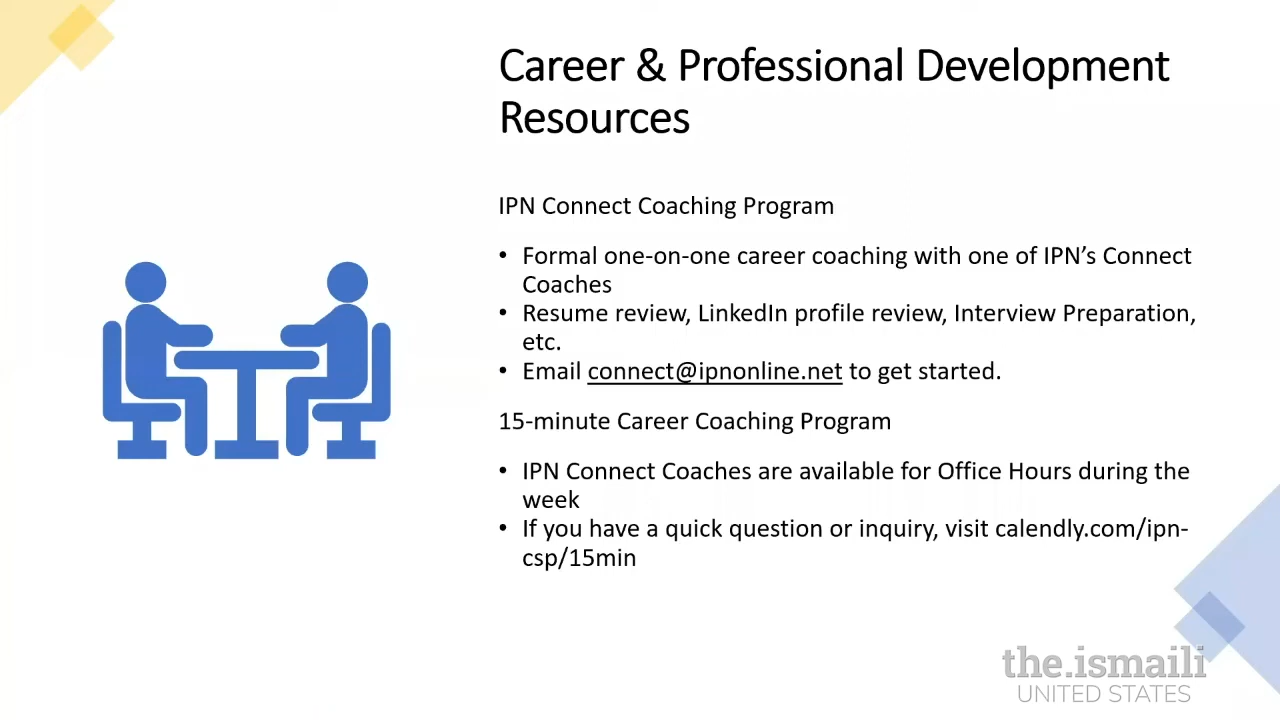 Career & Professional Development
Resources
IPN Connect Coaching Program
• Formal one-on-one career coaching with one of IPN’s Connect
Coaches
• Resume review, LinkedIn profile review, Interview Preparation,
etc.
• Email connect@ipnonline.net to get started.
15-minute Career Coaching Program
• IPN Connect Coaches are available for Office Hours during the
week
• If you have a quick question or inquiry, visit calendly.com/ipn-
csp/15min
the.ismaili
UNITED STATES